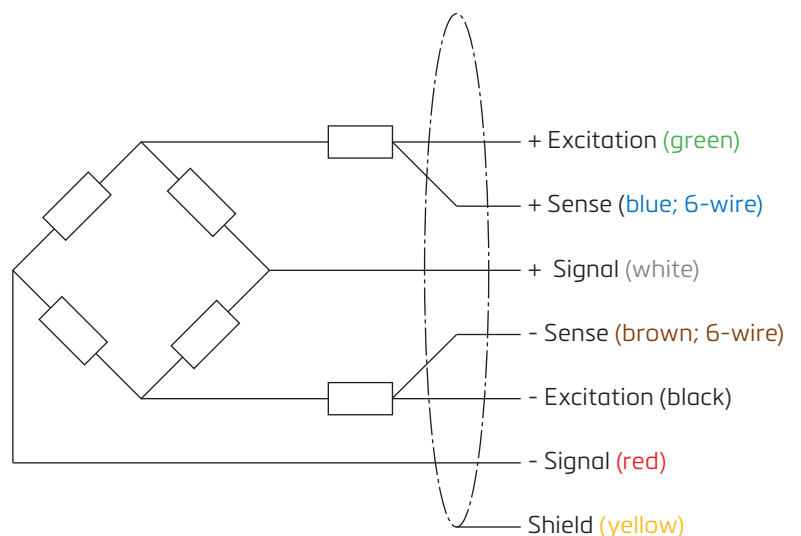 + Excitation (green)
+ Sense (blue; 6-wire)
+ Signal (white)
- Sense (brown; 6-wire)
- Excitation (black)
- Signal (red)
Shield (yellow)